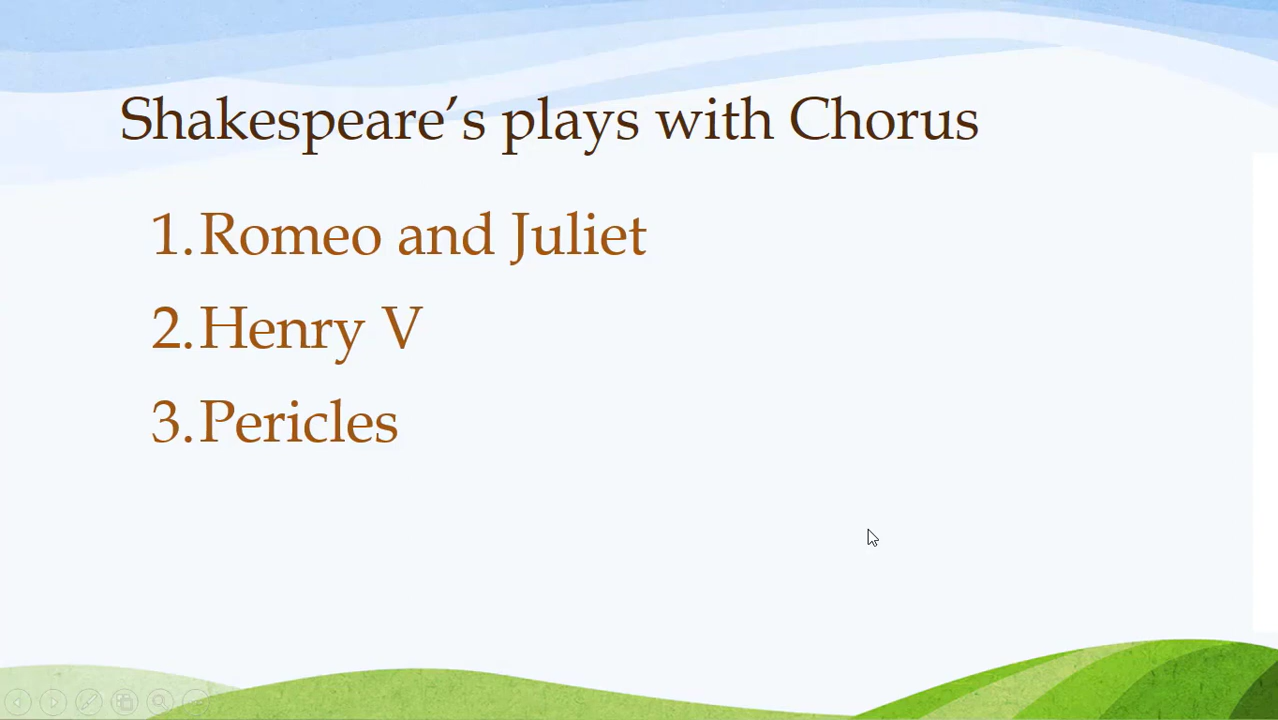 Shakespeare’s plays with Chorus
1. Romeo and Juliet
2. Henry V
3. Pericles